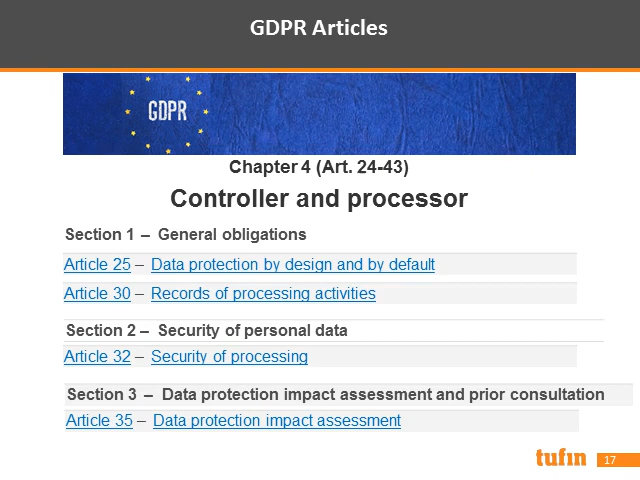 GDPR Articles
GDPR
Chapter 4 (Art. 24-43)
Controller and processor
Section 1 – General obligations
Article 25 – Data protection by design and by default
Article 30 – Records of processing activities
Section 2 – Security of personal data
Article 32 – Security of processing
Section 3 – Data protection impact assessment and prior consultation
Article 35 – Data protection impact assessment
tufin 17